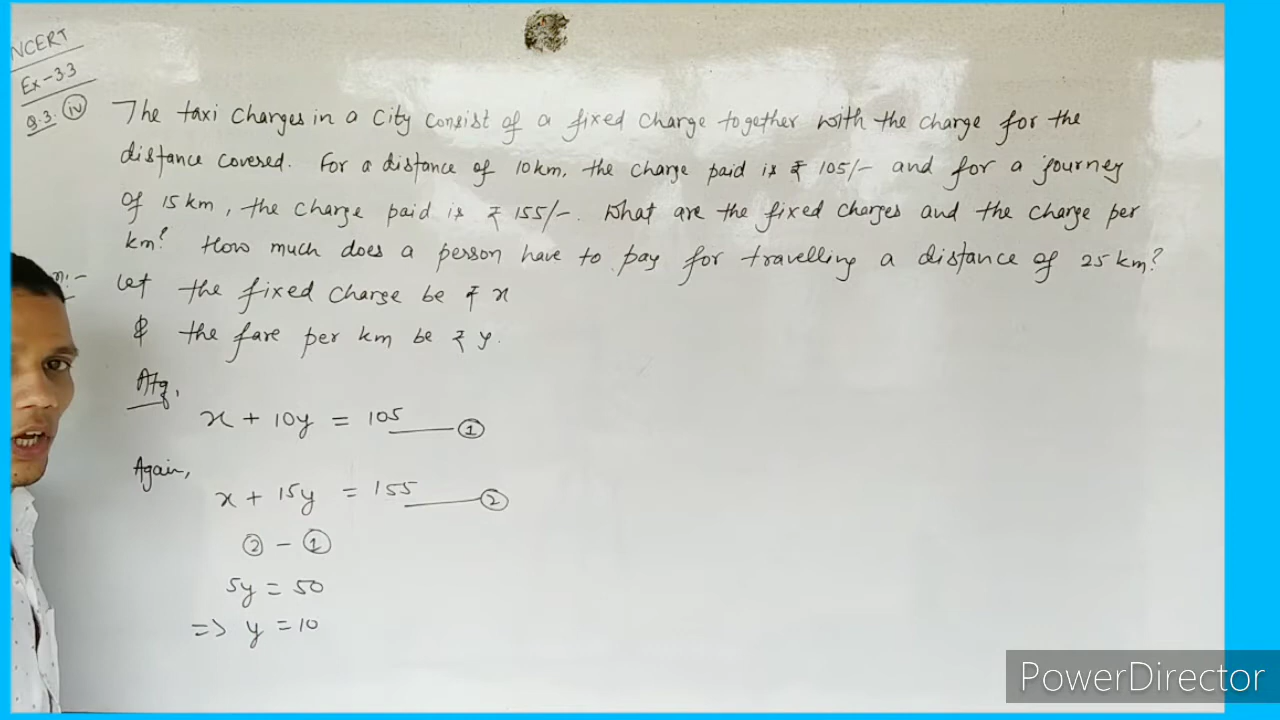 NCERT
Ex-3.3
Q.3. (iv)
The taxi Charges in a City consist of a fixed Charge together with the charge for the
distance covered. For a distance of 10km, the charge paid is ₹ 105/- and for a journey
of 15 km, the charge paid is ₹ 155/-. What are the fixed charges and the charge per
km? How much does a person have to pay for travelling a distance of 25 km?
n:-
Let the fixed Charge be ₹ x
& the fare per km be ₹ y.
Atq,
x + 10y = 105 ①
Again,
x + 15y = 155 ②
② - ①
5y = 50
=> y = 10
PowerDirector